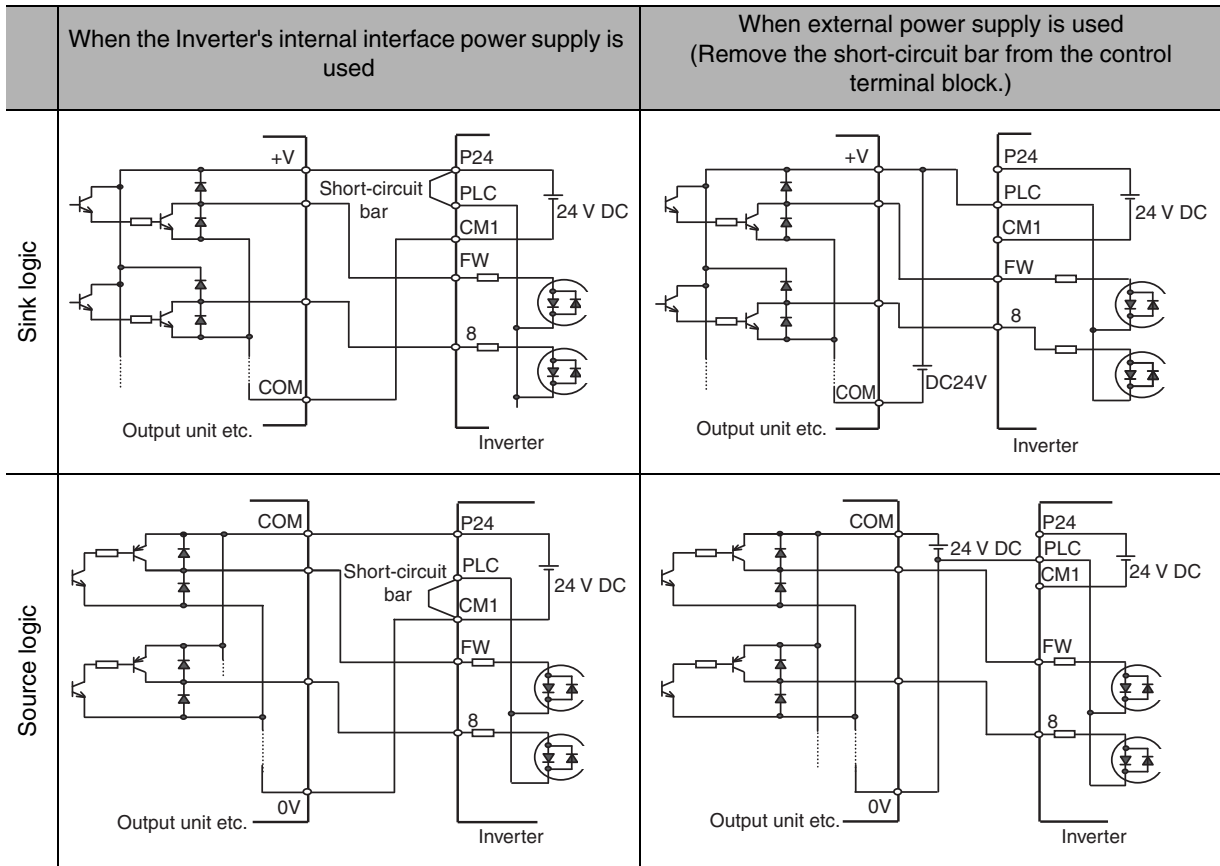 When the Inverter's internal interface power supply is
used
When external power supply is used
(Remove the short-circuit bar from the control
terminal block.)
Sink logic
+V
Short-circuit
bar
P24
PLC
CM1
24 V DC
FW
8
COM
Output unit etc.
Inverter
+V
P24
PLC
CM1
24 V DC
FW
8
DC24V
COM
Output unit etc.
Inverter
Source logic
COM
P24
Short-circuit
bar
PLC
CM1
24 V DC
FW
8
0V
Output unit etc.
Inverter
COM
24 V DC
P24
PLC
CM1
24 V DC
FW
8
0V
Output unit etc.
Inverter